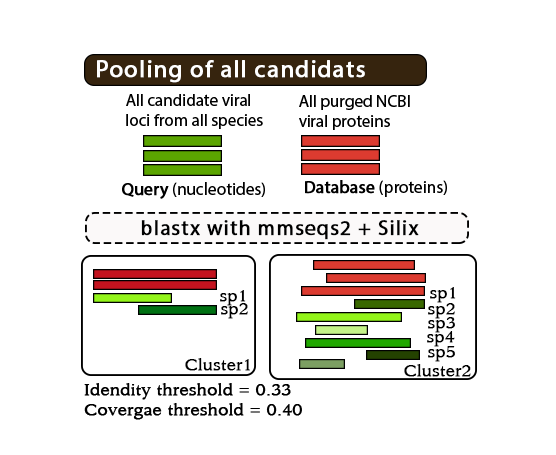 Pooling of all candidats
All candidate viral
loci from all species
All purged NCBI
viral proteins
Query (nucleotides)
Database (proteins)
blastx with mmseqs2 + Silix
sp1
sp2
Cluster1
sp1
sp2
sp3
sp4
sp5
Cluster2
Idendity threshold = 0.33
Covergae threshold = 0.40